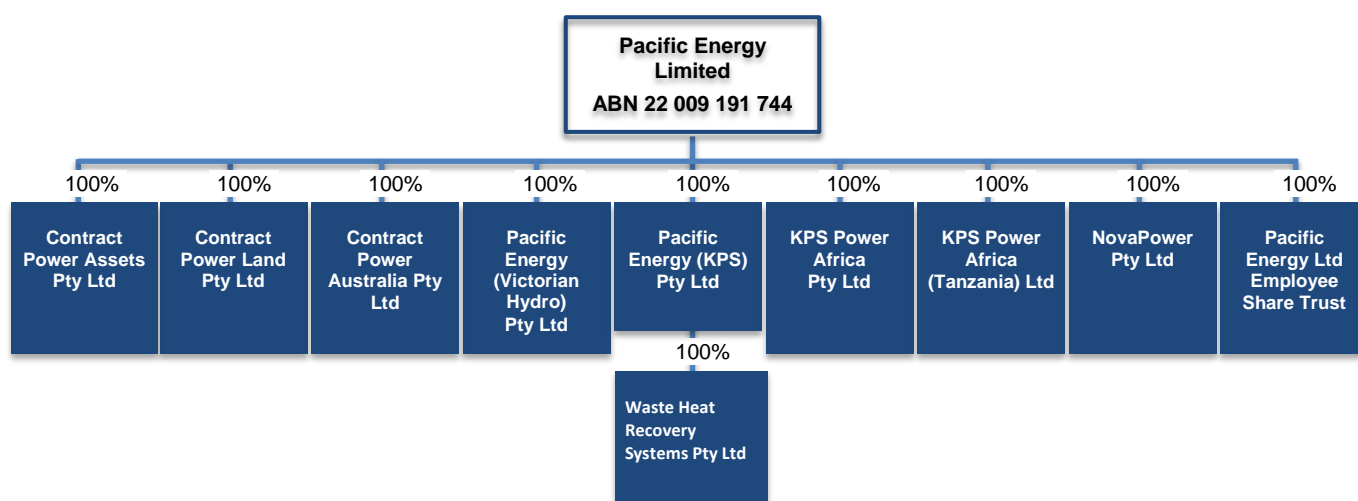 Pacific Energy
Limited
ABN 22 009 191 744
100%
100%
100%
100%
100%
100%
100%
100%
100%
Contract
Power Assets
Pty Ltd
Contract
Power Land
Pty Ltd
Contract
Power
Australia Pty
Ltd
Pacific
Energy
(Victorian
Hydro)
Pty Ltd
Pacific
Energy (KPS)
Pty Ltd
KPS Power
Africa
Pty Ltd
KPS Power
Africa
(Tanzania) Ltd
NovaPower
Pty Ltd
Pacific
Energy Ltd
Employee
Share Trust
100%
Waste Heat
Recovery
Systems Pty Ltd